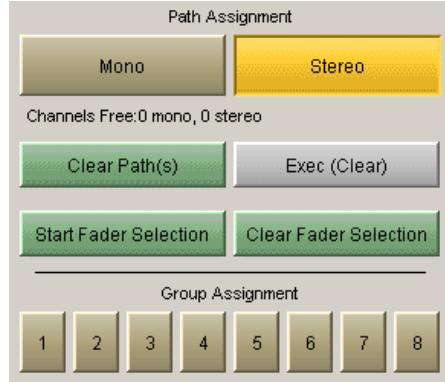 Path Assignment
Mono Stereo
Channels Free:0 mono, 0 stereo
Clear Path(s) Exec (Clear)
Start Fader Selection Clear Fader Selection
Group Assignment
1 2 3 4 5 6 7 8